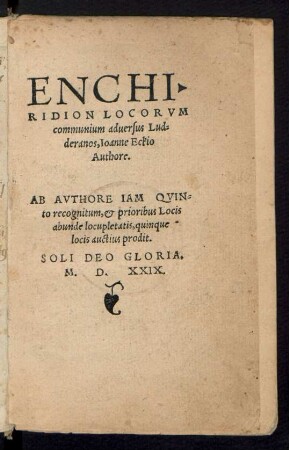 ENCHI-
RIDION LOCORVM
communium aduersus Lud-
deranos, Ioanne Eckio
Authore.
AB AVTHORE IAM QVIN-
to recognitum, & prioribus Locis
abunde locupletatis, quinque
locis auctius prodit.
SOLI DEO GLORIA.
M. D. XXIX.